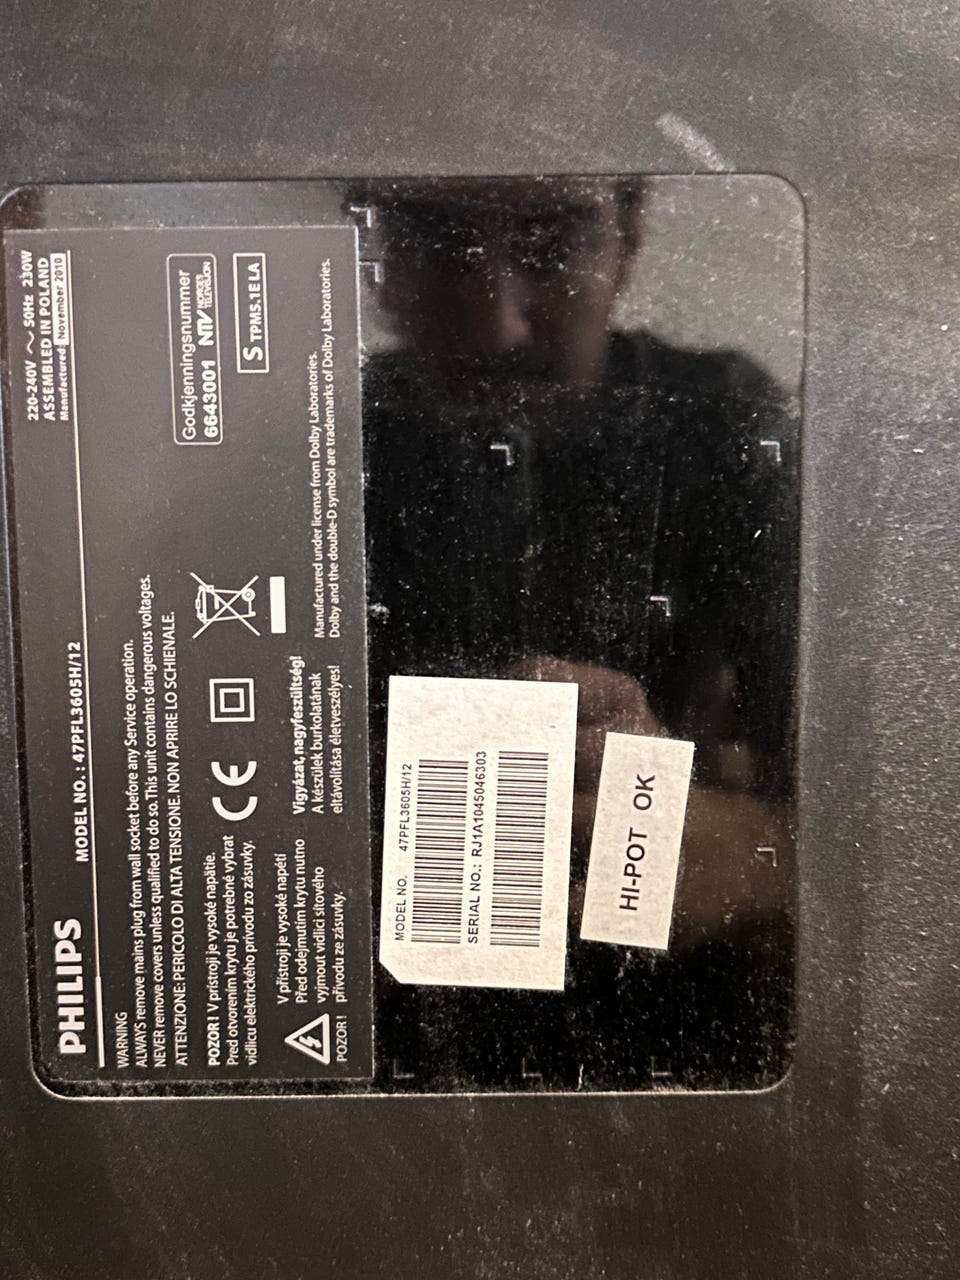 PHILIPS
MODEL NO. : 47PFL3605H/12
220-240V ~ 50Hz 230W
ASSEMBLED IN POLAND
Manufactured: November 2010
WARNING
ALWAYS remove mains plug from wall socket before any Service operation.
NEVER remove covers unless qualified to do so. This unit contains dangerous voltages.
ATTENZIONE: PERICOLO DI ALTA TENSIONE. NON APRIRE LO SCHIENALE.
POZOR! V prístroji je vysoké napätie.
Pred otvorením krytu je potrebné vybrat
vidlicu elektrického prívodu zo zásuvky.
CE
Godkjenningsnummer
6643001 NTV NORGES TELEVISJON
S TPM5.1E LA
POZOR!
V přístroji je vysoké napětí
Před odejmutím krytu nutno
vyjmout vidlici síťového
přívodu ze zásuvky.
Vigyázat, nagyfeszültség!
A készülék burkolatának
eltávolítása életveszélyes!
Manufactured under license from Dolby Laboratories.
Dolby and the double-D symbol are trademarks of Dolby Laboratories.
MODEL NO. 47PFL3605H/12
SERIAL NO.: RJ1A1045046303
HI-POT OK